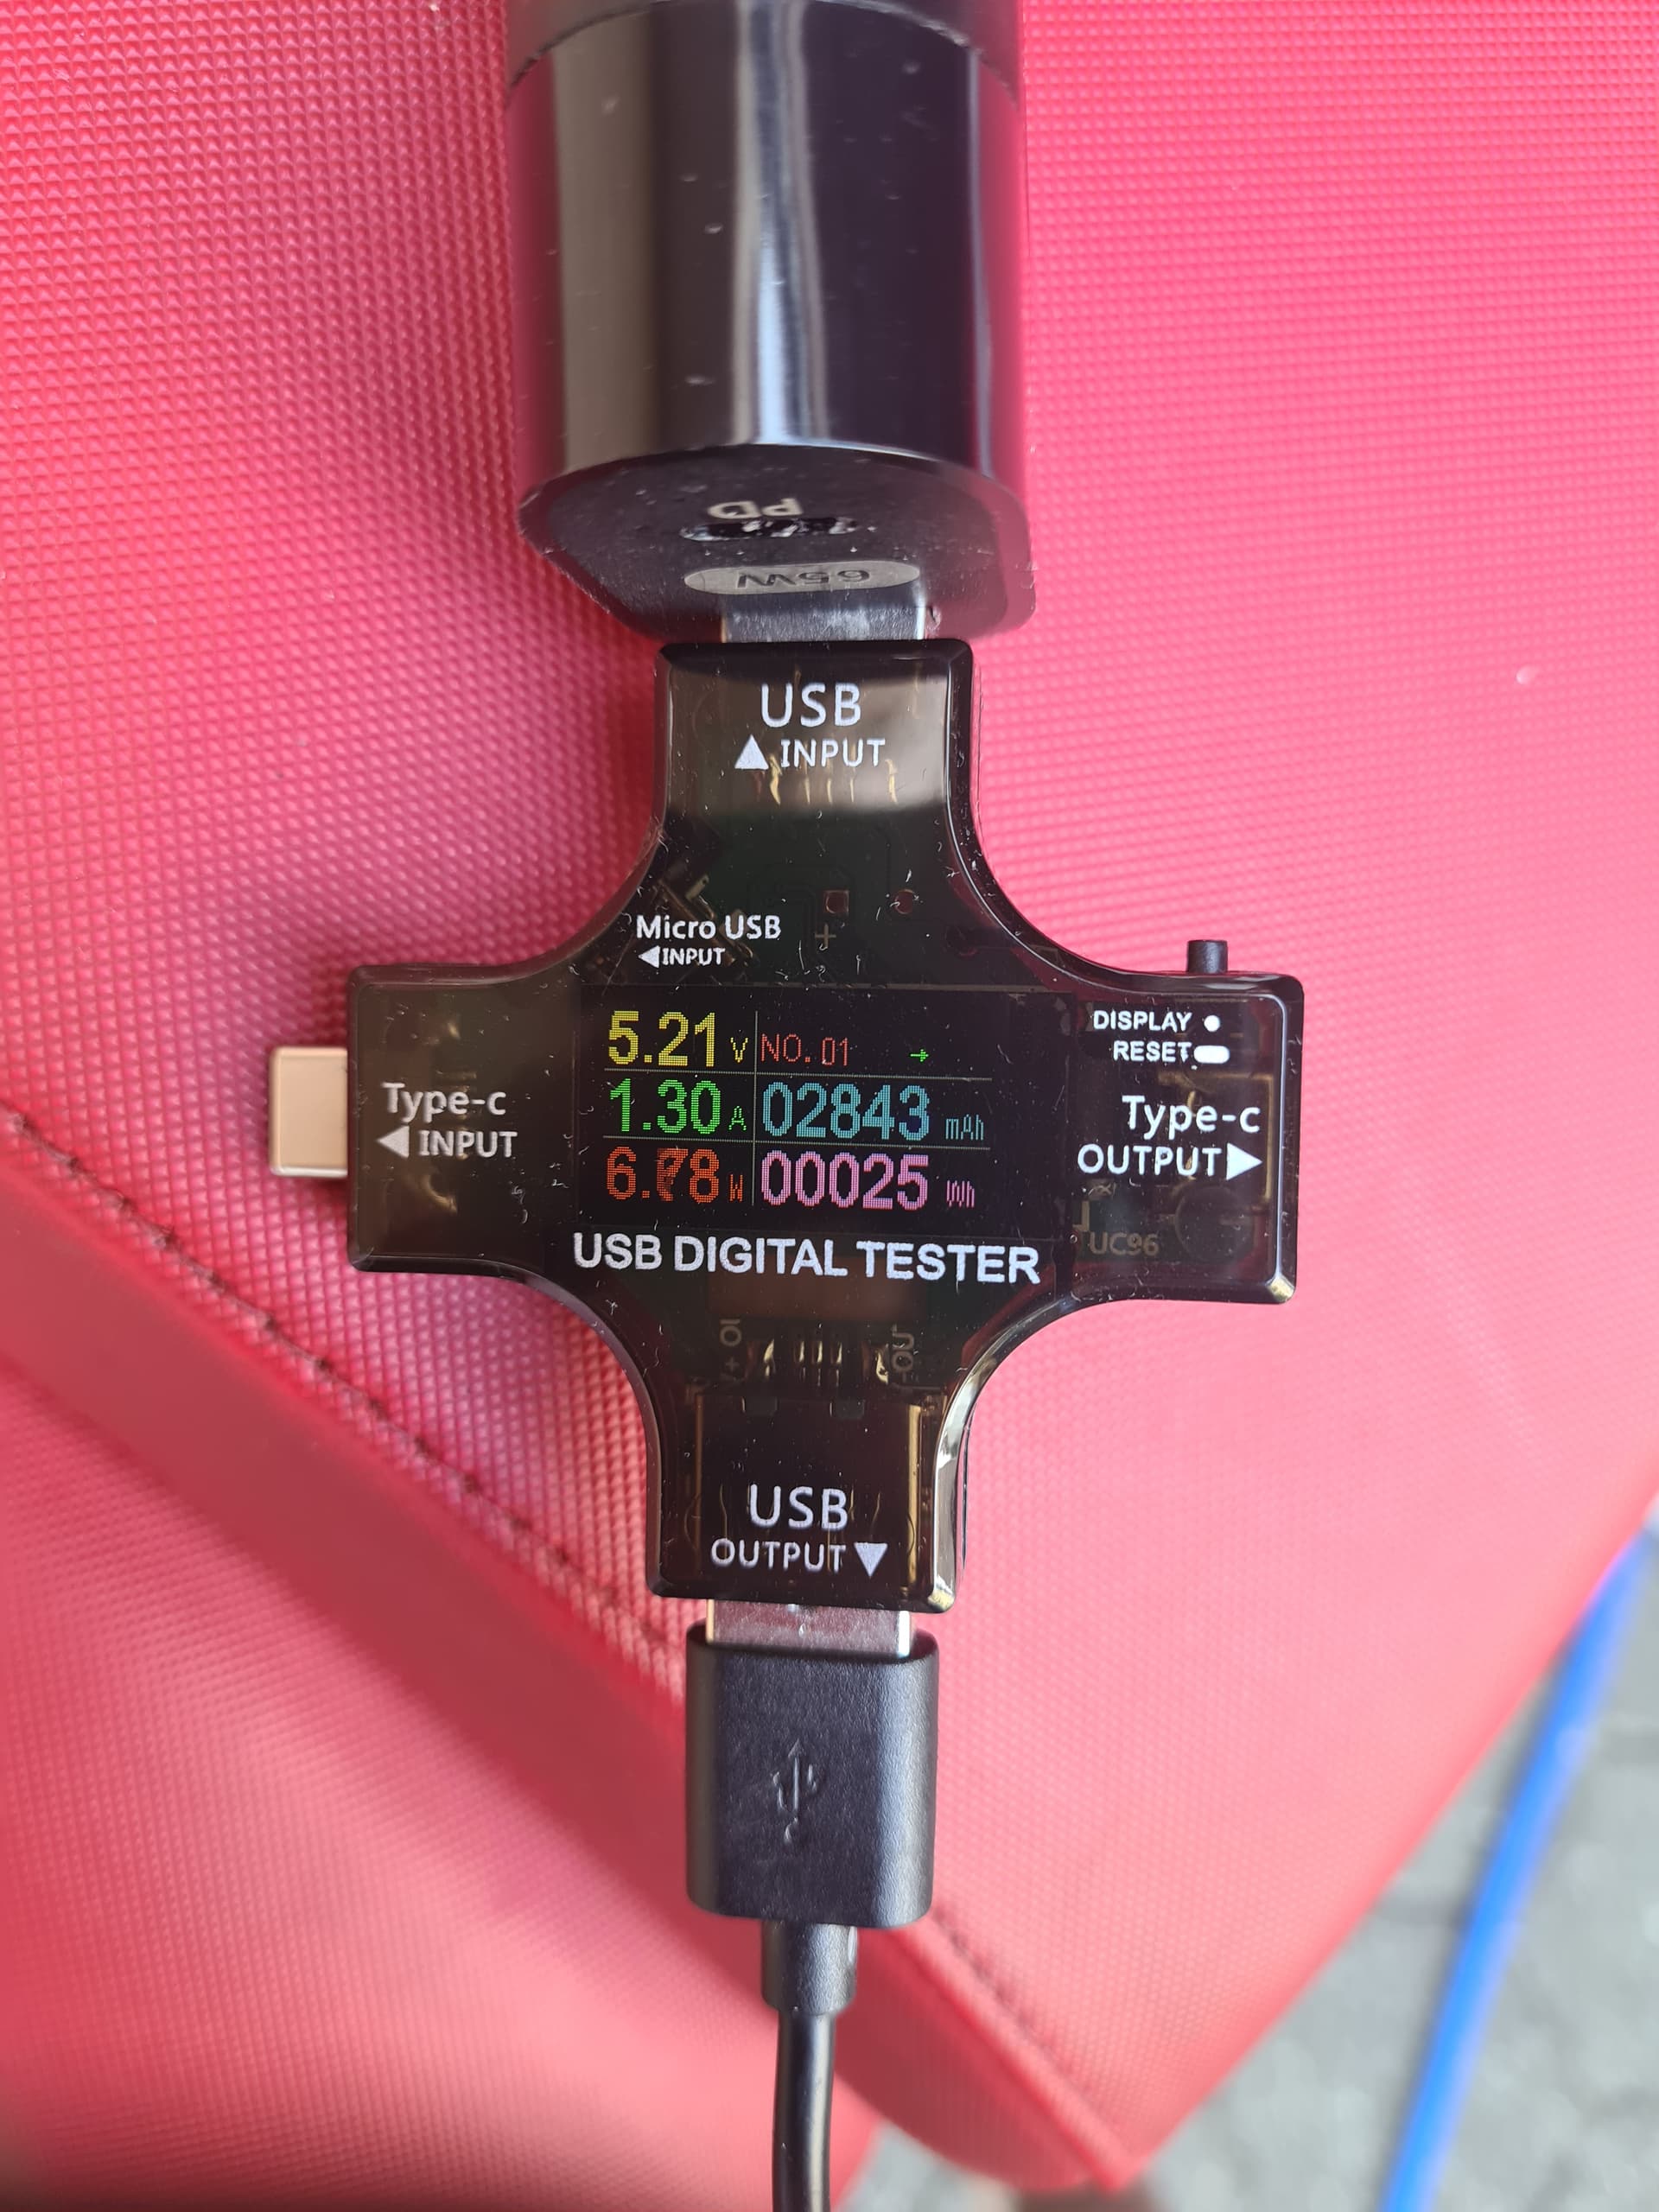 PD
65W
USB
▲ INPUT
Micro USB
◀INPUT
+
5.21 V NO. 01 →
1.30 A 02843 mAh
W 00025 Wh
DISPLAY ●
RESET
Type-c
◀ INPUT
Type-c
OUTPUT▶
UC96
USB DIGITAL TESTER
USB
OUTPUT▼